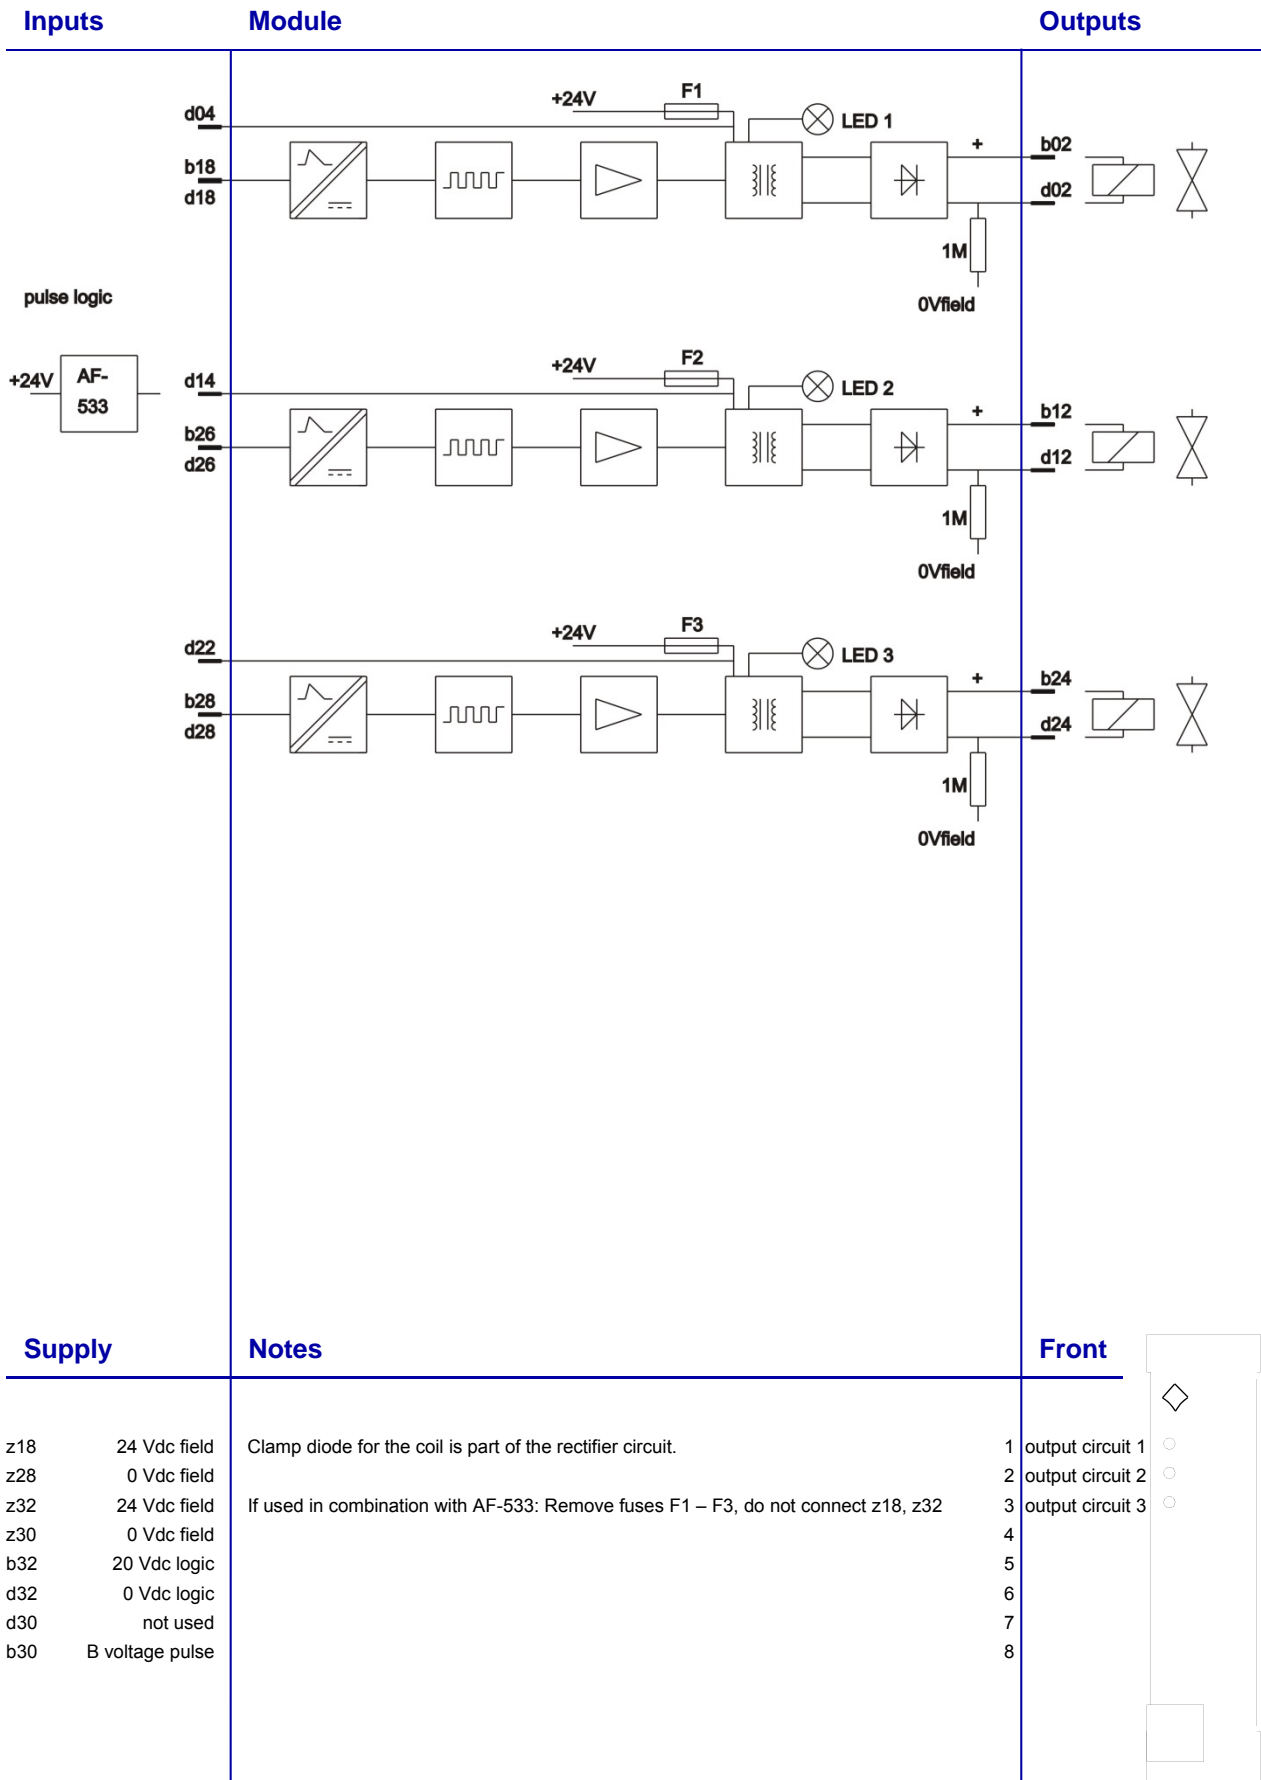 Inputs Module Outputs
d04 +24V F1 LED 1
b18
d18
+ b02
d02
1M
0Vfield
pulse logic
+24V AF-
533
d14 +24V F2 LED 2
b26
d26
+ b12
d12
1M
0Vfield
d22 +24V F3 LED 3
b28
d28
+ b24
d24
1M
0Vfield
Supply Notes Front
z18 24 Vdc field Clamp diode for the coil is part of the rectifier circuit. 1 output circuit 1
z28 0 Vdc field 2 output circuit 2
z32 24 Vdc field If used in combination with AF-533: Remove fuses F1 – F3, do not connect z18, z32 3 output circuit 3
z30 0 Vdc field 4
b32 20 Vdc logic 5
d32 0 Vdc logic 6
d30 not used 7
b30 B voltage pulse 8